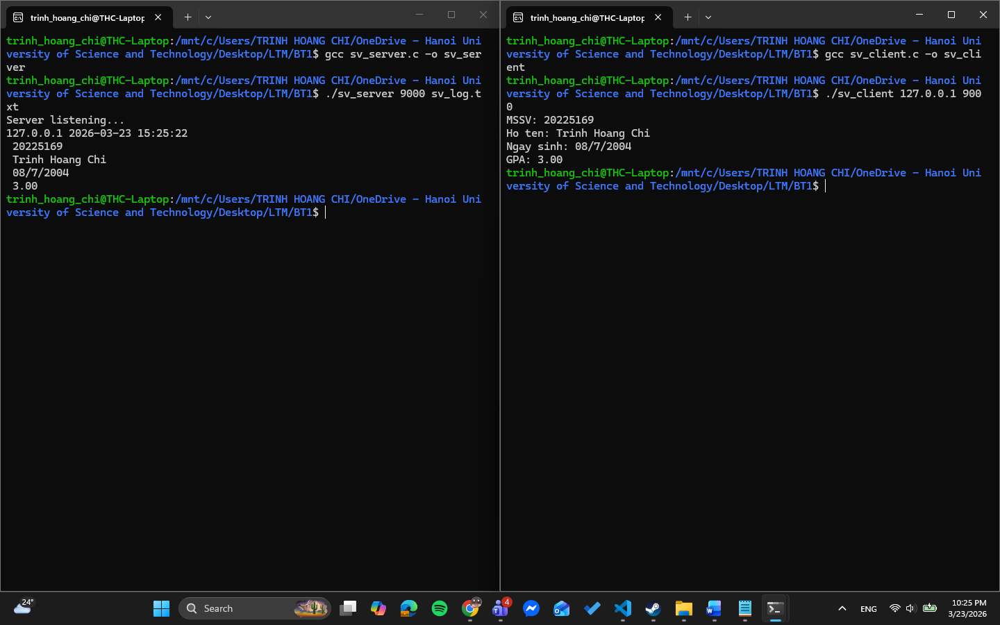 trinh_hoang_chi@THC-Laptop
trinh_hoang_chi@THC-Laptop:/mnt/c/Users/TRINH HOANG CHI/OneDrive - Hanoi Uni
versity of Science and Technology/Desktop/LTM/BT1$ gcc sv_server.c -o sv_ser
ver
trinh_hoang_chi@THC-Laptop:/mnt/c/Users/TRINH HOANG CHI/OneDrive - Hanoi Uni
versity of Science and Technology/Desktop/LTM/BT1$ ./sv_server 9000 sv_log.t
xt
Server listening...
127.0.0.1 2026-03-23 15:25:22
20225169
Trinh Hoang Chi
08/7/2004
3.00
trinh_hoang_chi@THC-Laptop:/mnt/c/Users/TRINH HOANG CHI/OneDrive - Hanoi Uni
versity of Science and Technology/Desktop/LTM/BT1$
trinh_hoang_chi@THC-Laptop
trinh_hoang_chi@THC-Laptop:/mnt/c/Users/TRINH HOANG CHI/OneDrive - Hanoi Uni
versity of Science and Technology/Desktop/LTM/BT1$ gcc sv_client.c -o sv_cli
ent
trinh_hoang_chi@THC-Laptop:/mnt/c/Users/TRINH HOANG CHI/OneDrive - Hanoi Uni
versity of Science and Technology/Desktop/LTM/BT1$ ./sv_client 127.0.0.1 900
0
MSSV: 20225169
Ho ten: Trinh Hoang Chi
Ngay sinh: 08/7/2004
GPA: 3.00
trinh_hoang_chi@THC-Laptop:/mnt/c/Users/TRINH HOANG CHI/OneDrive - Hanoi Uni
versity of Science and Technology/Desktop/LTM/BT1$
24°
Search
4
ENG
10:25 PM
3/23/2026